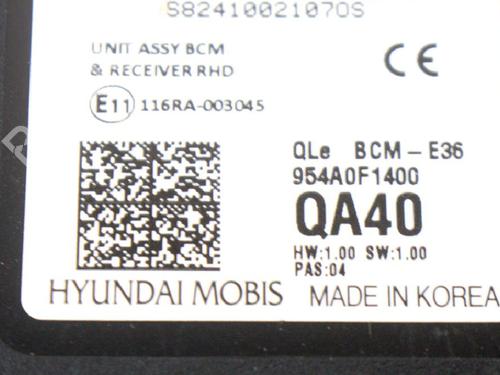 S82410021070S
UNIT ASSY BCM
& RECEIVER RHD
CE
E11 116RA-003045
QLe BCM-E36
954A0F1400
QA40
HW:1.00 SW:1.00
PAS:04
HYUNDAI MOBIS MADE IN KOREA